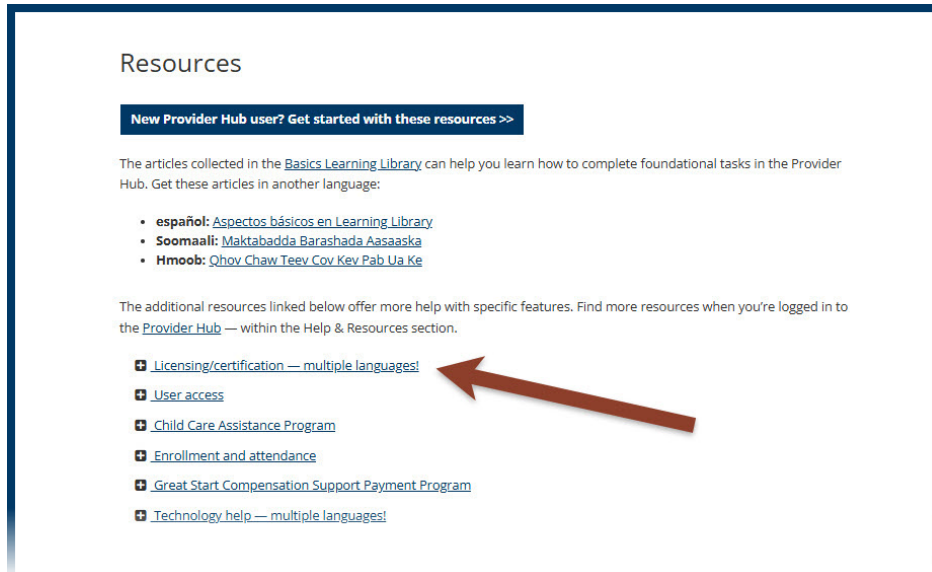 Resources
New Provider Hub user? Get started with these resources >>
The articles collected in the Basics Learning Library can help you learn how to complete foundational tasks in the Provider
Hub. Get these articles in another language:
• español: Aspectos básicos en Learning Library
• Soomaali: Maktabadda Barashada Aasaaska
• Hmoob: Qhov Chaw Teev Cov Kev Pab Ua Ke
The additional resources linked below offer more help with specific features. Find more resources when you’re logged in to
the Provider Hub — within the Help & Resources section.
Licensing/certification — multiple languages!
User access
Child Care Assistance Program
Enrollment and attendance
Great Start Compensation Support Payment Program
Technology help — multiple languages!